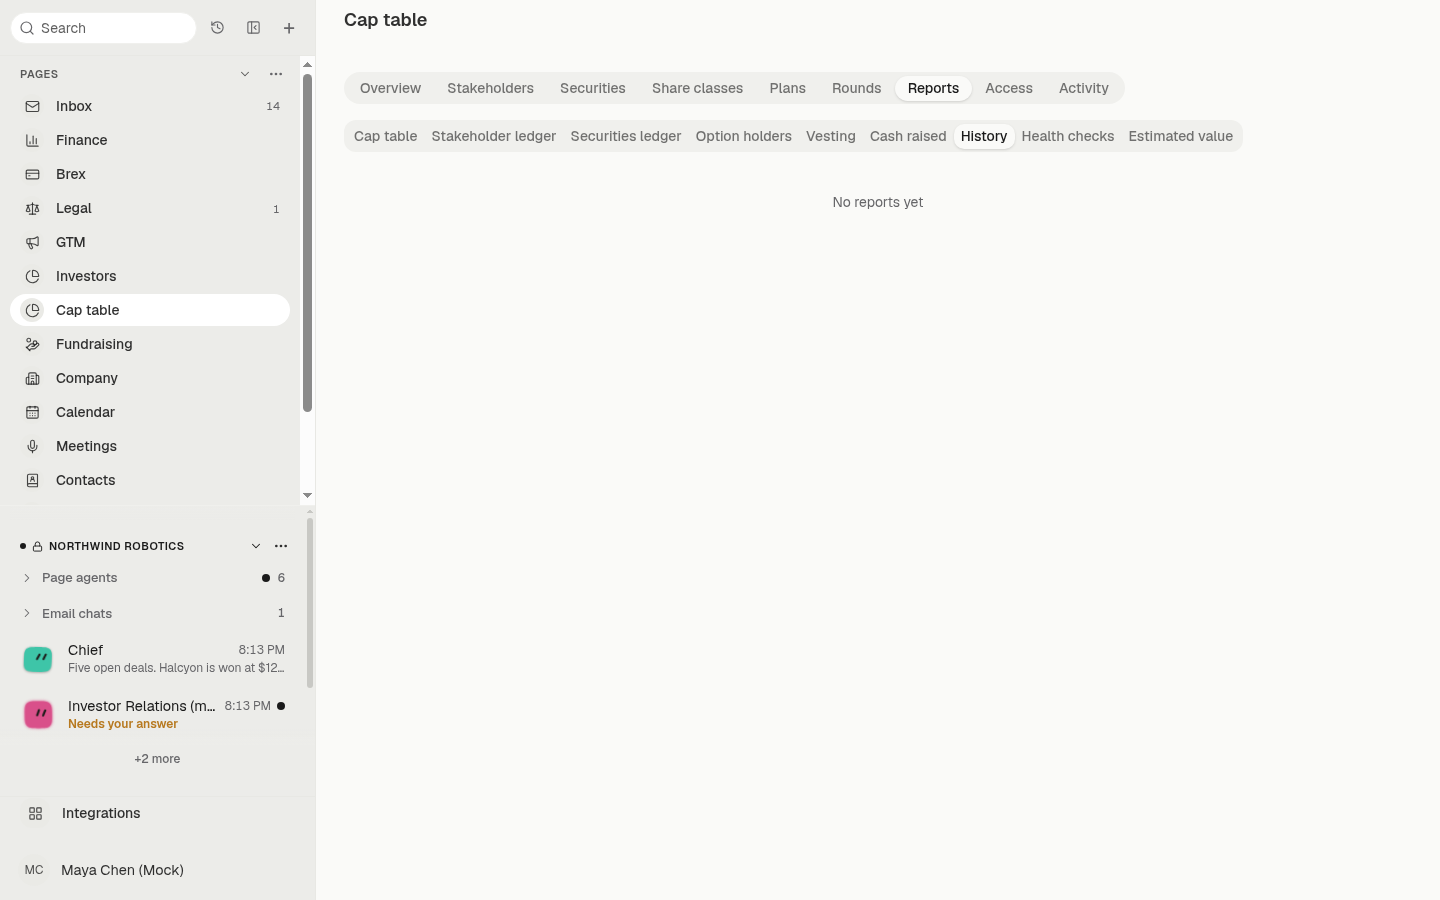 Search
PAGES
Inbox 14
Finance
Brex
Legal 1
GTM
Investors
Cap table
Fundraising
Company
Calendar
Meetings
Contacts
NORTHWIND ROBOTICS
Page agents 6
Email chats 1
Chief 8:13 PM
Five open deals. Halcyon is won at $12…
Investor Relations (m… 8:13 PM
Needs your answer
+2 more
Integrations
MC Maya Chen (Mock)
Cap table
Overview Stakeholders Securities Share classes Plans Rounds Reports Access Activity
Cap table Stakeholder ledger Securities ledger Option holders Vesting Cash raised History Health checks Estimated value
No reports yet